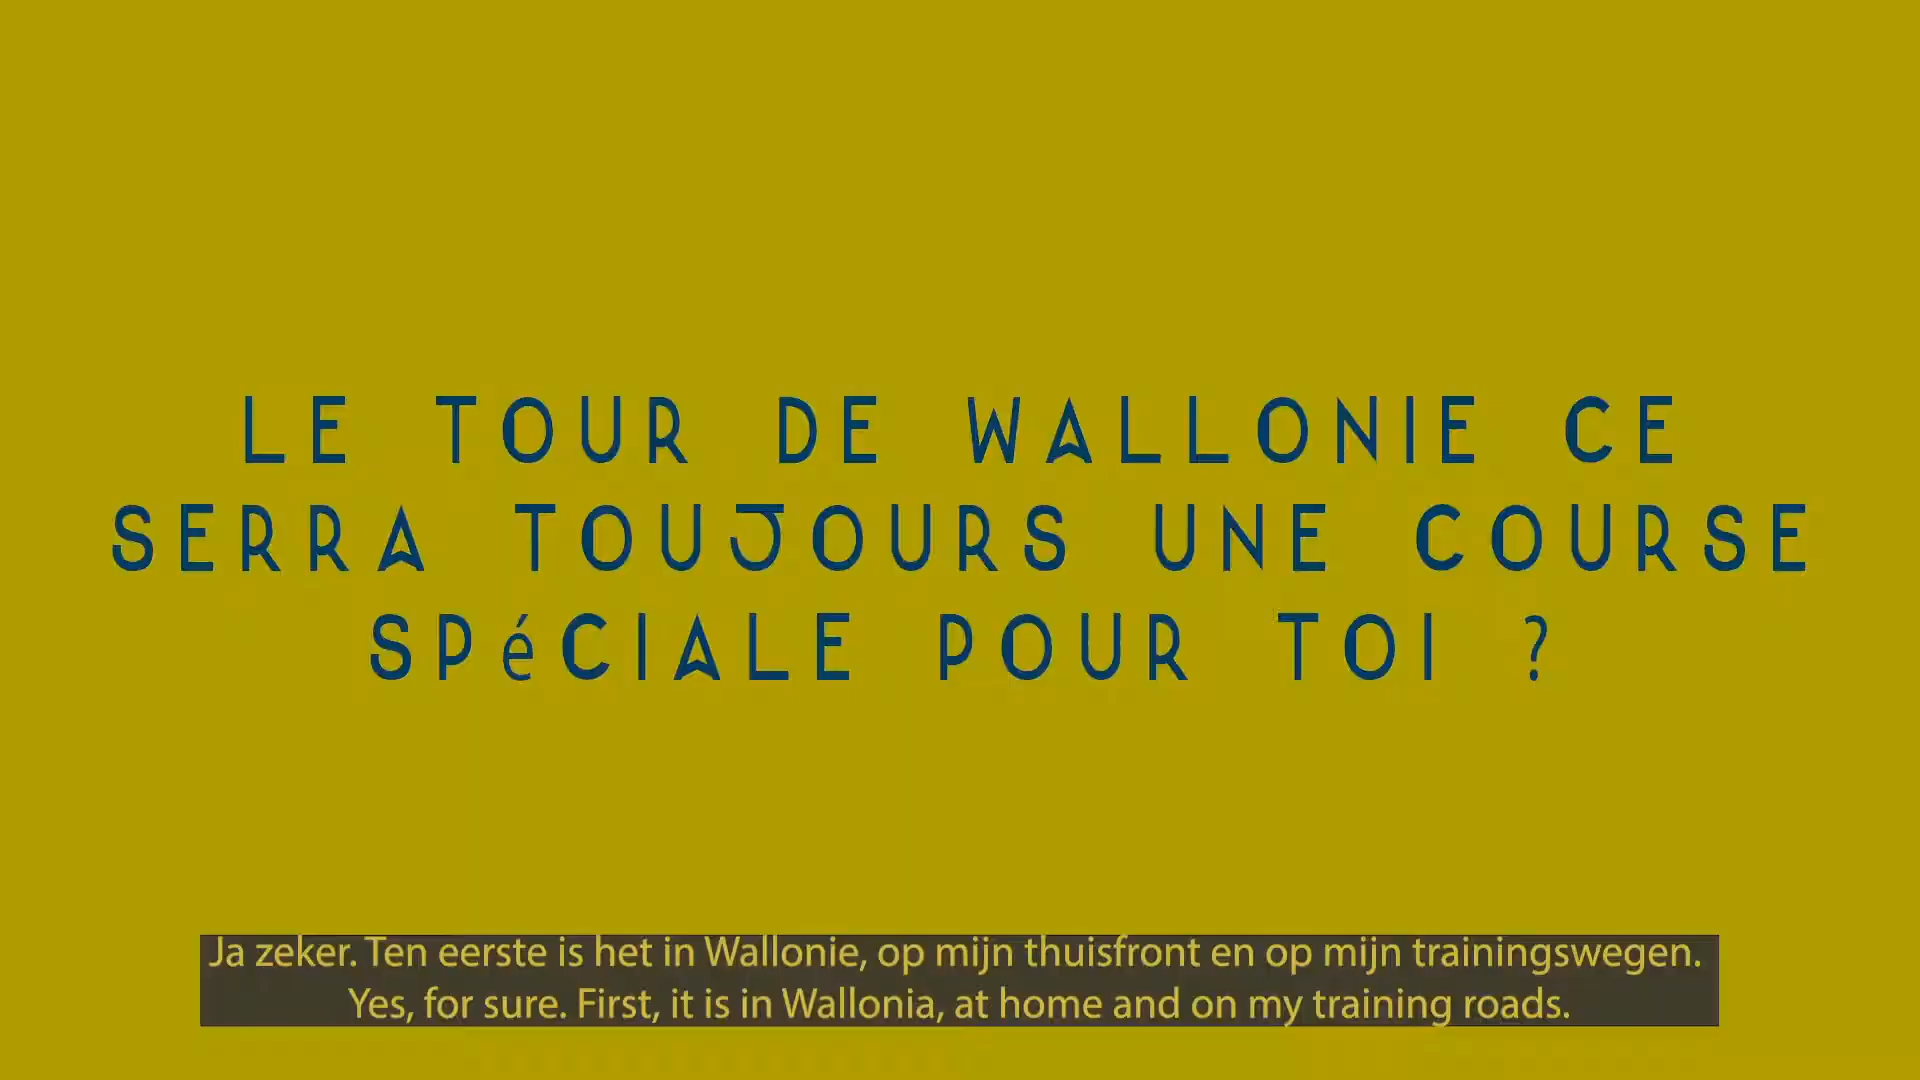 LE TOUR DE WALLONIE CE
SERRA TOUJOURS UNE COURSE
SPéCIALE POUR TOI ?
Ja zeker. Ten eerste is het in Wallonie, op mijn thuisfront en op mijn trainingswegen.
Yes, for sure. First, it is in Wallonia, at home and on my training roads.